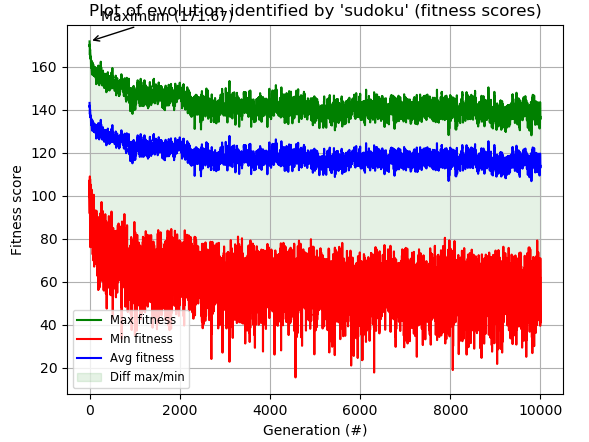 Plot of evolution identified by 'sudoku' (fitness scores)
Maximum (171.67)
Fitness score
160
140
120
100
80
60
40
20
Max fitness
Min fitness
Avg fitness
Diff max/min
0 2000 4000 6000 8000 10000
Generation (#)